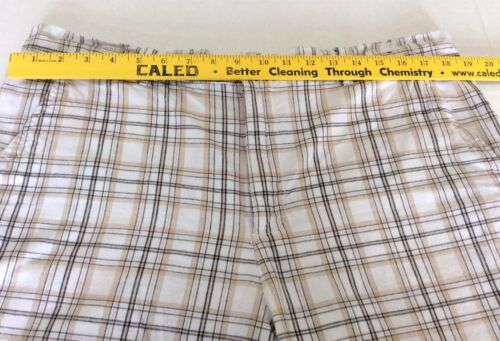 1 2 3 4 5 6 7 8 9 10 11 12 13 14 15 16 17 18 19 20
CALED • Better Cleaning Through Chemistry • www.caled